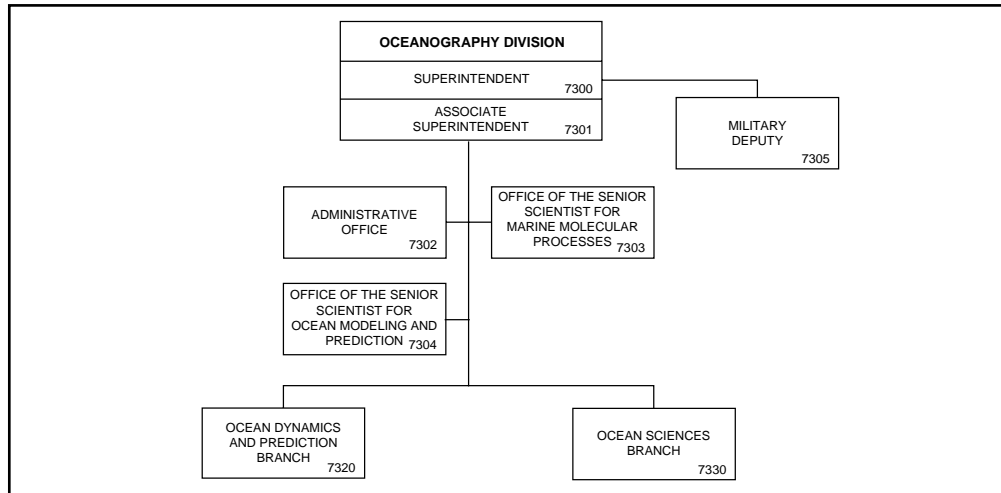 OCEANOGRAPHY DIVISION
SUPERINTENDENT
7300
ASSOCIATE
SUPERINTENDENT
7301
MILITARY
DEPUTY
7305
ADMINISTRATIVE
OFFICE
7302
OFFICE OF THE SENIOR
SCIENTIST FOR
MARINE MOLECULAR
PROCESSES
7303
OFFICE OF THE SENIOR
SCIENTIST FOR
OCEAN MODELING AND
PREDICTION 7304
OCEAN DYNAMICS
AND PREDICTION
BRANCH
7320
OCEAN SCIENCES
BRANCH
7330